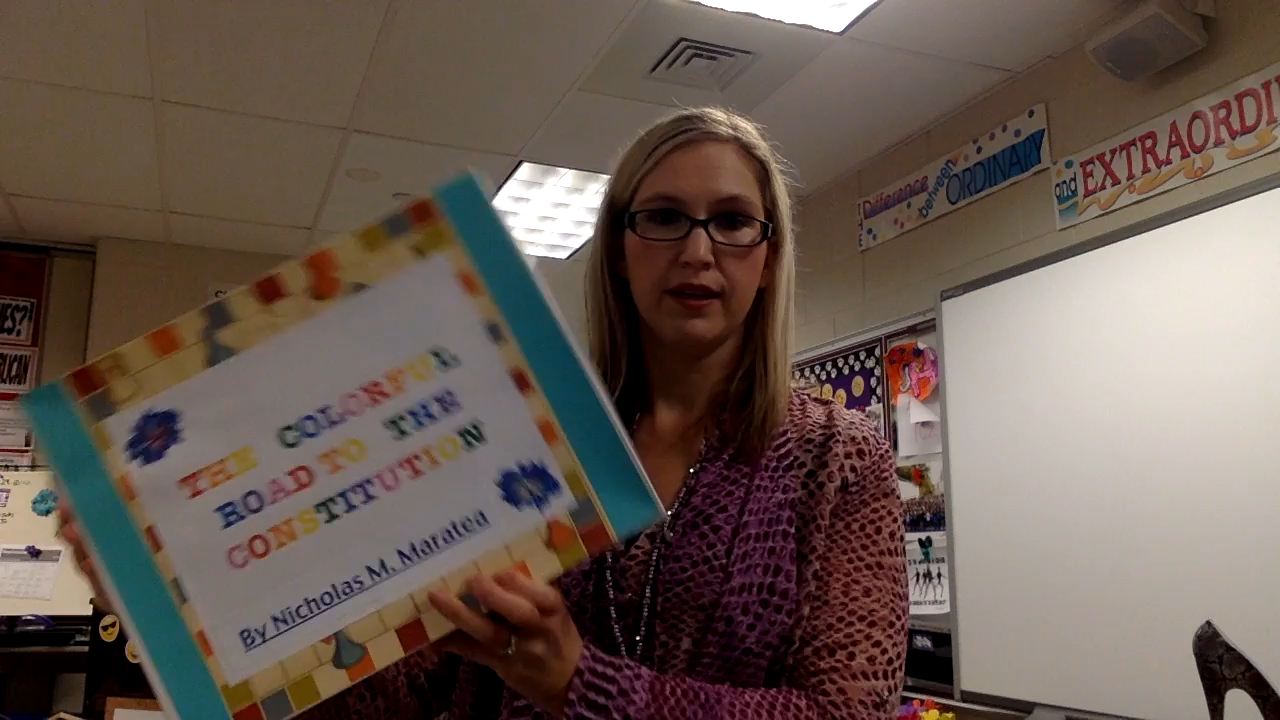 THE COLORFUL
ROAD TO THE
CONSTITUTION
By Nicholas M. Maratea
Difference
between
ORDINARY
and
EXTRAORDI